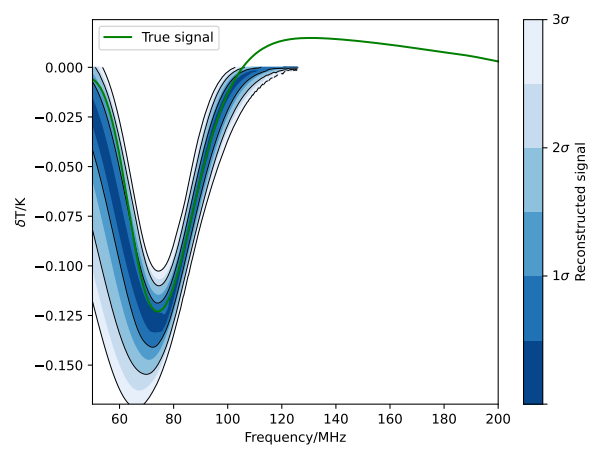 True signal
0.000
−0.025
−0.050
−0.075
−0.100
−0.125
−0.150
δT/K
60 80 100 120 140 160 180 200
Frequency/MHz
3σ
2σ
1σ
Reconstructed signal